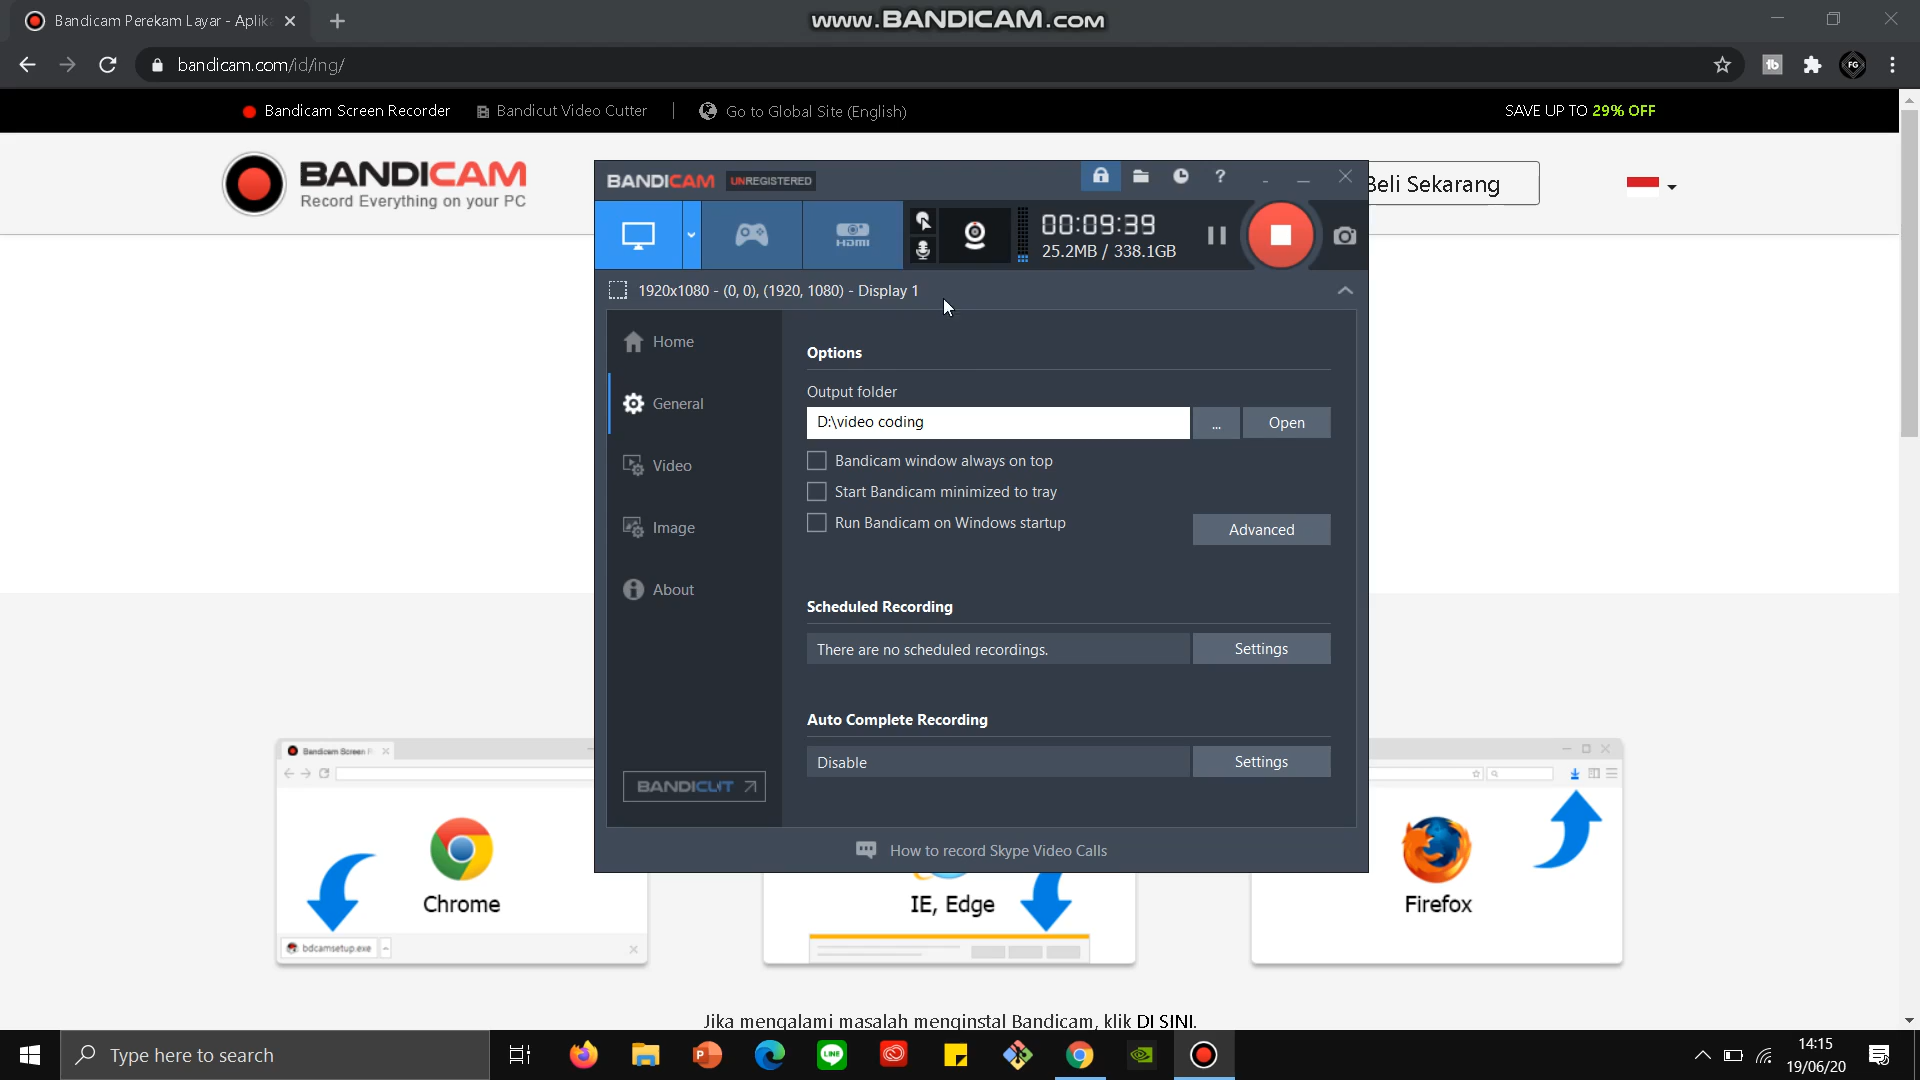 Bandicam Perekam Layar - Aplik
www.BANDICAM.com
bandicam.com/id/ing/
Bandicam Screen Recorder
Bandicut Video Cutter
Go to Global Site (English)
SAVE UP TO 29% OFF
BANDICAM
Record Everything on your PC
Beli Sekarang
BANDICAM UNREGISTERED
HDMI
00:09:39
25.2MB / 338.1GB
1920x1080 - (0, 0), (1920, 1080) - Display 1
Home
General
Video
Image
About
BANDICUT
Options
Output folder
D:\video coding
...
Open
Bandicam window always on top
Start Bandicam minimized to tray
Run Bandicam on Windows startup
Advanced
Scheduled Recording
There are no scheduled recordings.
Settings
Auto Complete Recording
Disable
Settings
How to record Skype Video Calls
Bandicam Screen R
Chrome
bdcamsetup.exe
IE, Edge
Firefox
Jika mengalami masalah menginstal Bandicam, klik DI SINI.
Type here to search
LINE
14:15
19/06/20